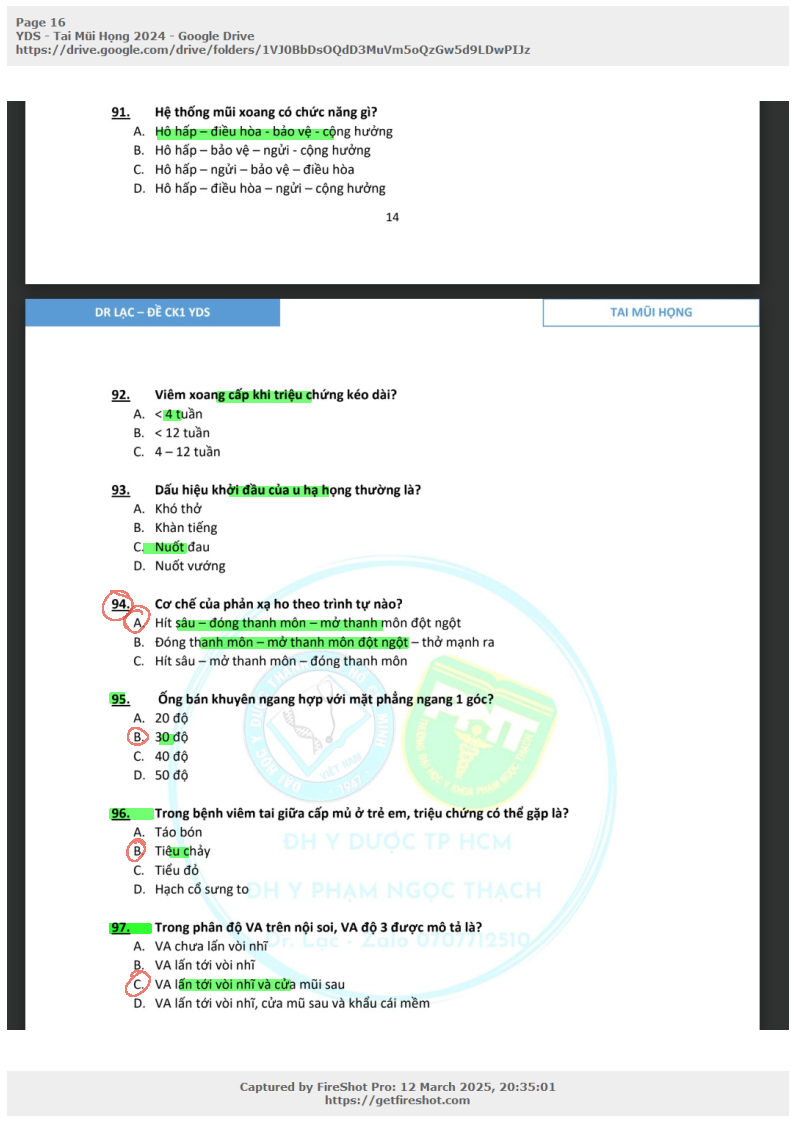 Page 16
YDS - Tai Mũi Họng 2024 - Google Drive
https://drive.google.com/drive/folders/1VJ0BbDsOQdD3MuVm5oQzGw5d9LDwPIJz
91. Hệ thống mũi xoang có chức năng gì?
A. Hô hấp – điều hòa - bảo vệ - cộng hưởng
B. Hô hấp – bảo vệ – ngửi - cộng hưởng
C. Hô hấp – ngửi – bảo vệ – điều hòa
D. Hô hấp – điều hòa – ngửi – cộng hưởng
14
DR LẠC – ĐỀ CK1 YDS
TAI MŨI HỌNG
92. Viêm xoang cấp khi triệu chứng kéo dài?
A. < 4 tuần
B. < 12 tuần
C. 4 – 12 tuần
93. Dấu hiệu khởi đầu của u hạ họng thường là?
A. Khó thở
B. Khàn tiếng
C. Nuốt đau
D. Nuốt vướng
94. Cơ chế của phản xạ ho theo trình tự nào?
A. Hít sâu – đóng thanh môn – mở thanh môn đột ngột
B. Đóng thanh môn – mở thanh môn đột ngột – thở mạnh ra
C. Hít sâu – mở thanh môn – đóng thanh môn
95. Ống bán khuyên ngang hợp với mặt phẳng ngang 1 góc?
A. 20 độ
B. 30 độ
C. 40 độ
D. 50 độ
96. Trong bệnh viêm tai giữa cấp mủ ở trẻ em, triệu chứng có thể gặp là?
A. Táo bón
B. Tiêu chảy
C. Tiểu đỏ
D. Hạch cổ sưng to
ĐH Y DƯỢC TP HCM
ĐH Y PHẠM NGỌC THẠCH
97. Trong phân độ VA trên nội soi, VA độ 3 được mô tả là?
A. VA chưa lấn vòi nhĩ
Dr. Lạc - Zalo 0707712510
B. VA lấn tới vòi nhĩ
C. VA lấn tới vòi nhĩ và cửa mũi sau
D. VA lấn tới vòi nhĩ, cửa mũ sau và khẩu cái mềm
Captured by FireShot Pro: 12 March 2025, 20:35:01
https://getfireshot.com